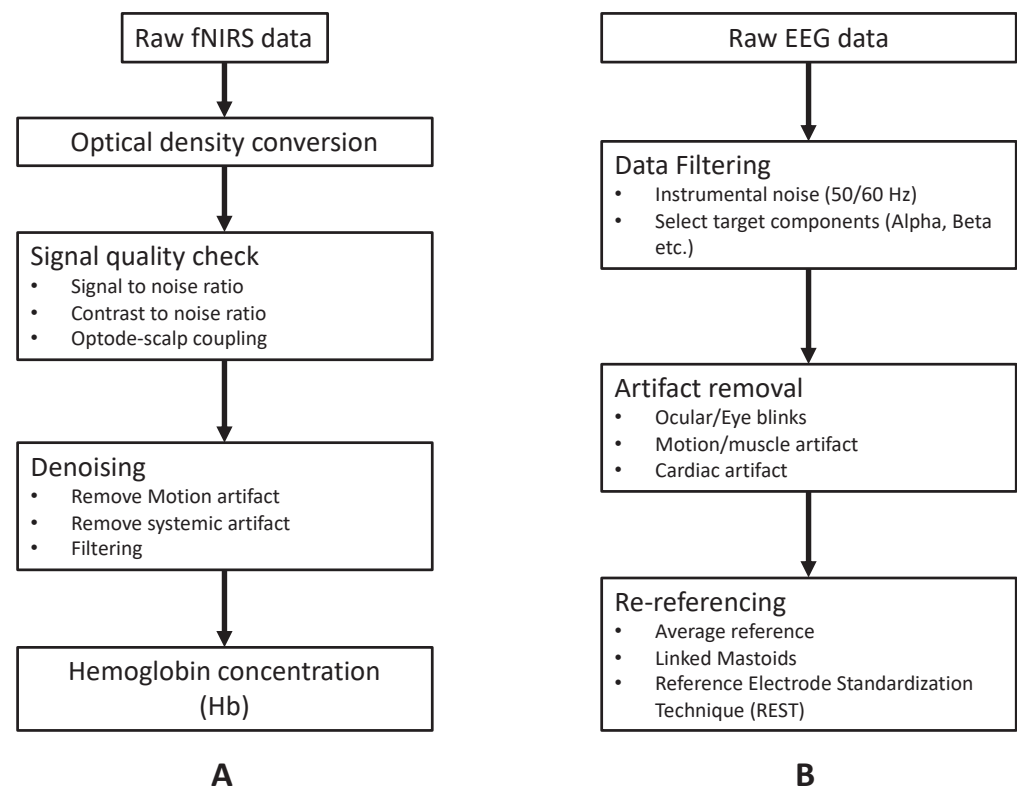 Raw fNIRS data
Optical density conversion
Signal quality check
• Signal to noise ratio
• Contrast to noise ratio
• Optode-scalp coupling
Denoising
• Remove Motion artifact
• Remove systemic artifact
• Filtering
Hemoglobin concentration
(Hb)
A
Raw EEG data
Data Filtering
• Instrumental noise (50/60 Hz)
• Select target components (Alpha, Beta
etc.)
Artifact removal
• Ocular/Eye blinks
• Motion/muscle artifact
• Cardiac artifact
Re-referencing
• Average reference
• Linked Mastoids
• Reference Electrode Standardization
Technique (REST)
B